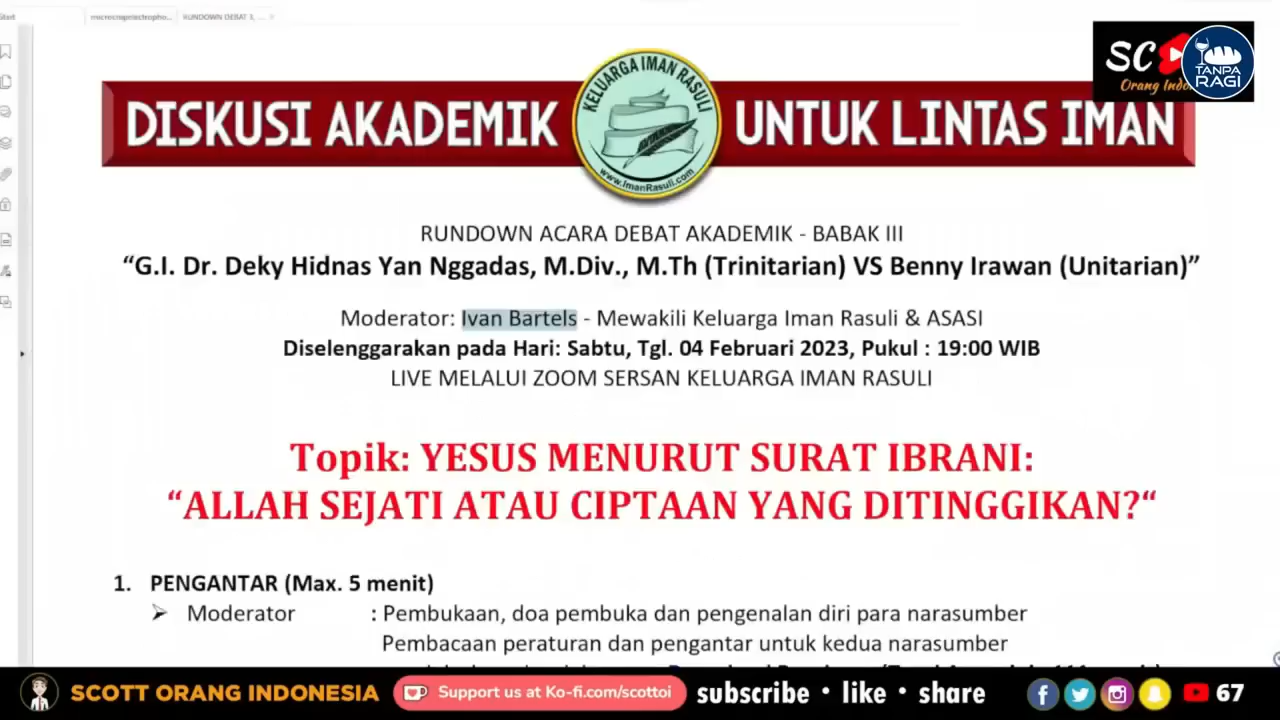 RUNDOWN DEBAT 3, ...
SC
Orang Indo
TANPA
RAGI
DISKUSI AKADEMIK UNTUK LINTAS IMAN
KELUARGA IMAN RASULI
www.ImanRasuli.com
RUNDOWN ACARA DEBAT AKADEMIK - BABAK III
“G.I. Dr. Deky Hidnas Yan Nggadas, M.Div., M.Th (Trinitarian) VS Benny Irawan (Unitarian)”
Moderator: Ivan Bartels - Mewakili Keluarga Iman Rasuli & ASASI
Diselenggarakan pada Hari: Sabtu, Tgl. 04 Februari 2023, Pukul : 19:00 WIB
LIVE MELALUI ZOOM SERSAN KELUARGA IMAN RASULI
Topik: YESUS MENURUT SURAT IBRANI:
“ALLAH SEJATI ATAU CIPTAAN YANG DITINGGIKAN?“
1. PENGANTAR (Max. 5 menit)
➢ Moderator : Pembukaan, doa pembuka dan pengenalan diri para narasumber
Pembacaan peraturan dan pengantar untuk kedua narasumber
SCOTT ORANG INDONESIA Support us at Ko-fi.com/scottoi subscribe • like • share 67